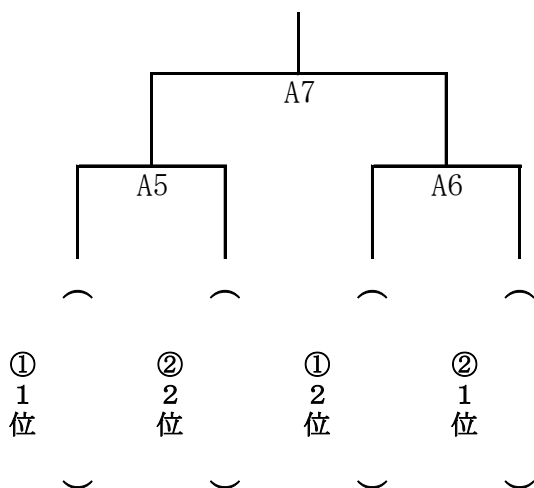 A7
A5
A6
（ ） （ ） （ ） （ ）
①1位
②2位
①2位
②1位